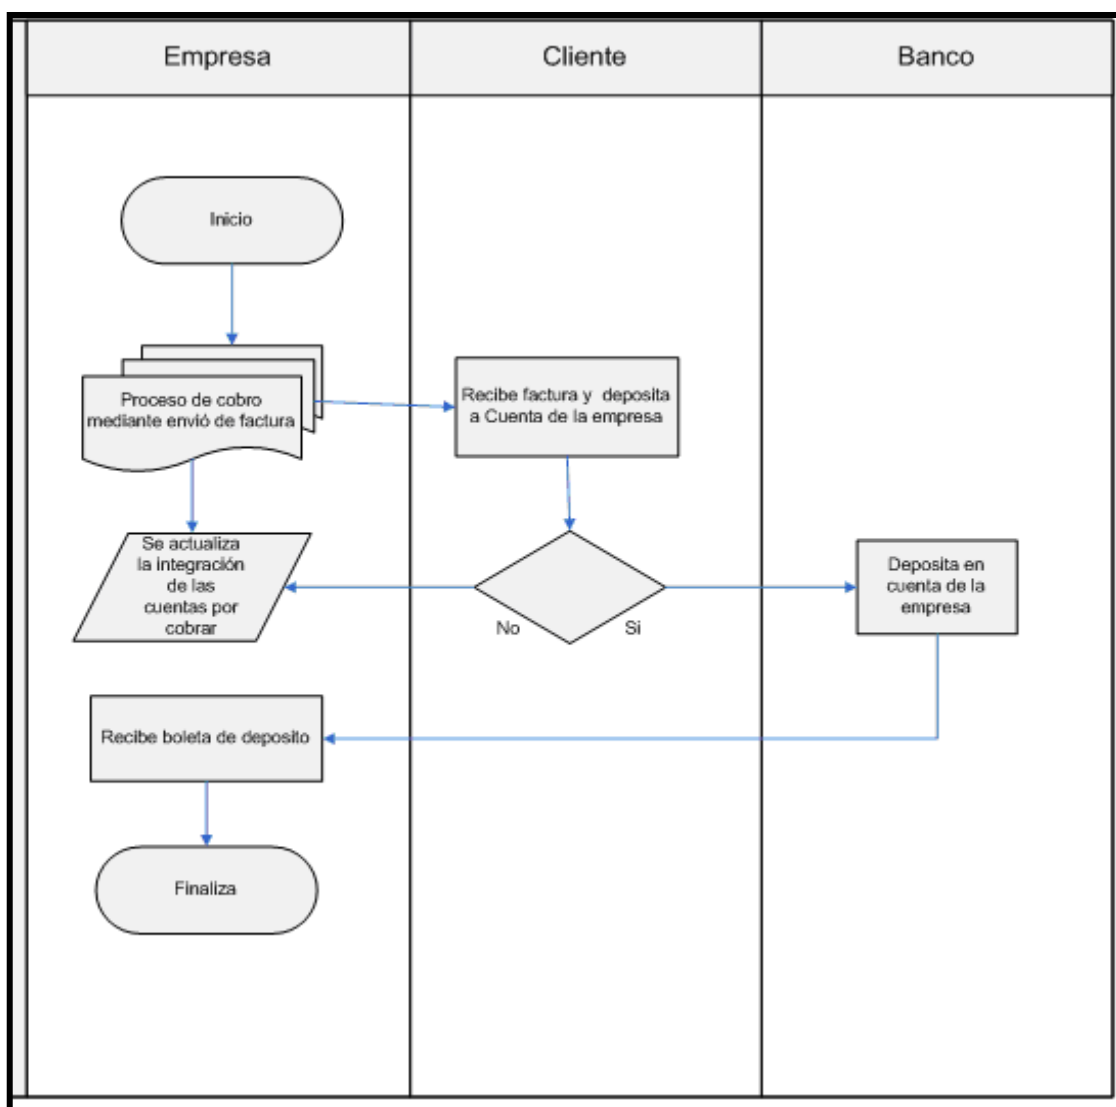 Empresa
Cliente
Banco
Inicio
Proceso de cobro
mediante envió de factura
Recibe factura y deposita
a Cuenta de la empresa
Se actualiza
la integración
de las
cuentas por
cobrar
No
Si
Deposita en
cuenta de la
empresa
Recibe boleta de deposito
Finaliza